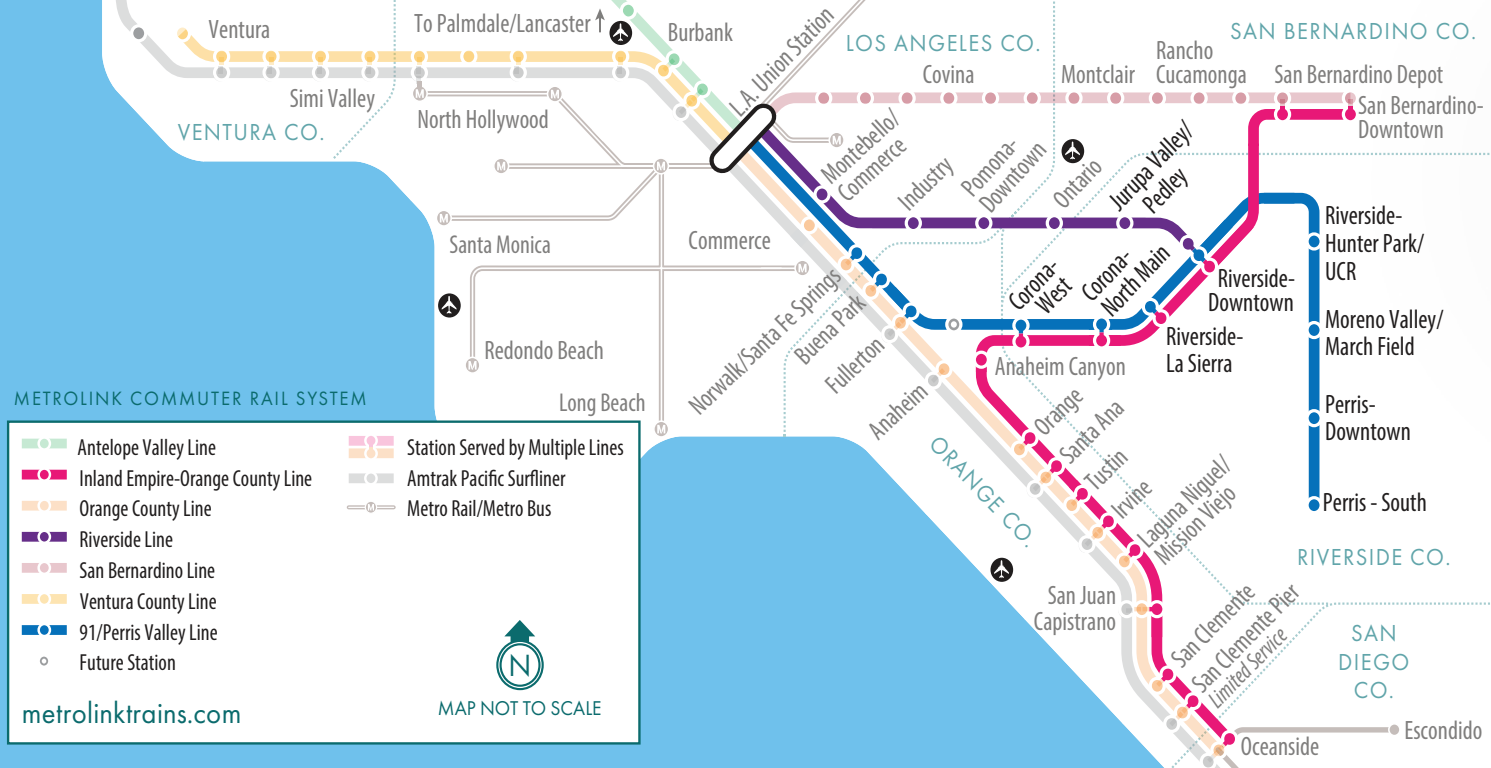 Ventura
To Palmdale/Lancaster
Burbank
L.A. Union Station
LOS ANGELES CO.
SAN BERNARDINO CO.
Simi Valley
VENTURA CO.
M
M
North Hollywood
M
M
M
Santa Monica
M
Redondo Beach
M
Long Beach
M
Commerce
M
Covina
Montclair
Rancho
Cucamonga
San Bernardino Depot
San Bernardino-
Downtown
Montebello/
Commerce
Industry
Pomona-
Downtown
Ontario
Jurupa Valley/
Pedley
Norwalk/Santa Fe Springs
Buena Park
Fullerton
Anaheim
Corona-
West
Corona-
North Main
Riverside-
Downtown
Riverside-
La Sierra
Riverside-
Hunter Park/
UCR
Moreno Valley/
March Field
Perris-
Downtown
Perris - South
Anaheim Canyon
Orange
Santa Ana
Tustin
Irvine
Laguna Niguel/
Mission Viejo
ORANGE CO.
RIVERSIDE CO.
San Juan
Capistrano
San Clemente
San Clemente Pier
Limited Service
SAN
DIEGO
CO.
Oceanside
Escondido
METROLINK COMMUTER RAIL SYSTEM
Antelope Valley Line
Inland Empire-Orange County Line
Orange County Line
Riverside Line
San Bernardino Line
Ventura County Line
91/Perris Valley Line
Future Station
Station Served by Multiple Lines
Amtrak Pacific Surfliner
M
Metro Rail/Metro Bus
N
MAP NOT TO SCALE
metrolinktrains.com